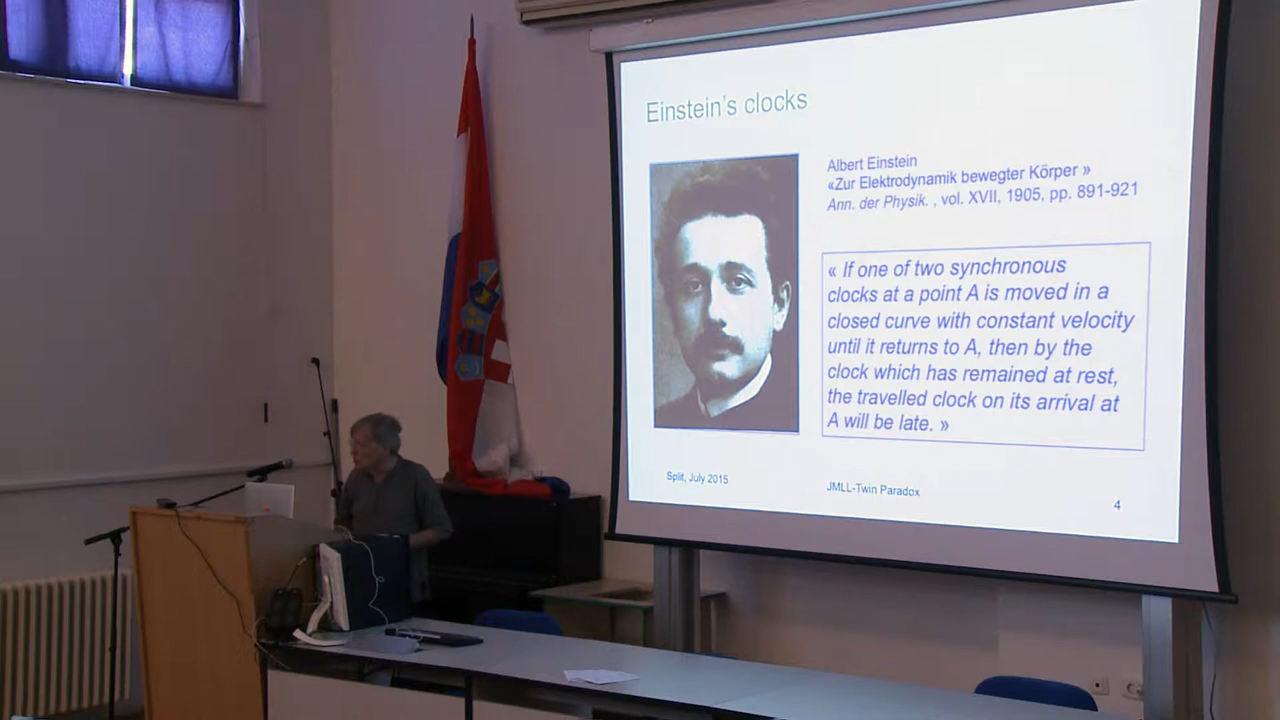 Einstein's clocks
Albert Einstein
«Zur Elektrodynamik bewegter Körper »
Ann. der Physik. , vol. XVII, 1905, pp. 891-921
« If one of two synchronous
clocks at a point A is moved in a
closed curve with constant velocity
until it returns to A, then by the
clock which has remained at rest,
the travelled clock on its arrival at
A will be late. »
Split, July 2015
JMLL-Twin Paradox
4